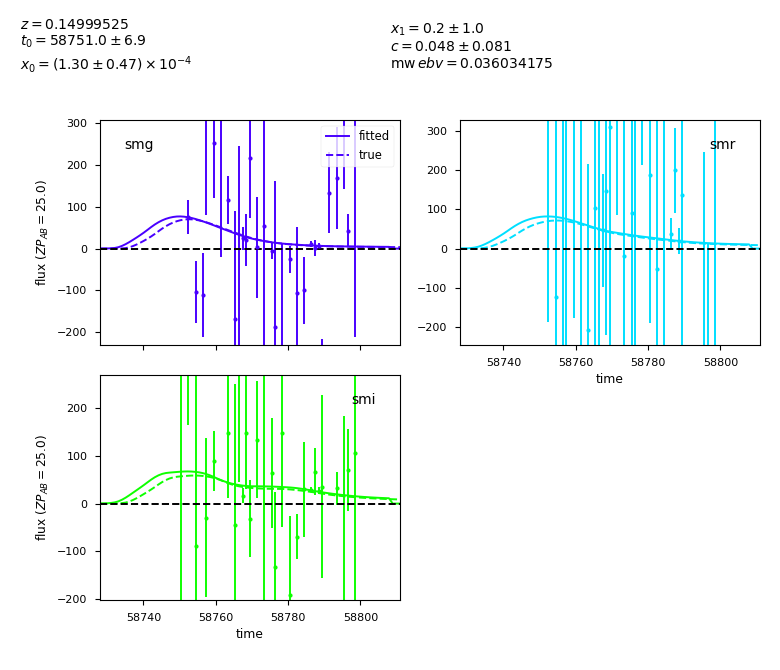 z = 0.14999525
t₀ = 58751.0 ± 6.9
x₀ = (1.30 ± 0.47) × 10⁻⁴
x₁ = 0.2 ± 1.0
c = 0.048 ± 0.081
mw ebv = 0.036034175
smg
fitted
true
300
200
100
0
−100
−200
flux (ZP_AB = 25.0)
smr
300
200
100
0
−100
−200
58740 58760 58780 58800
time
smi
200
100
0
−100
−200
flux (ZP_AB = 25.0)
58740 58760 58780 58800
time